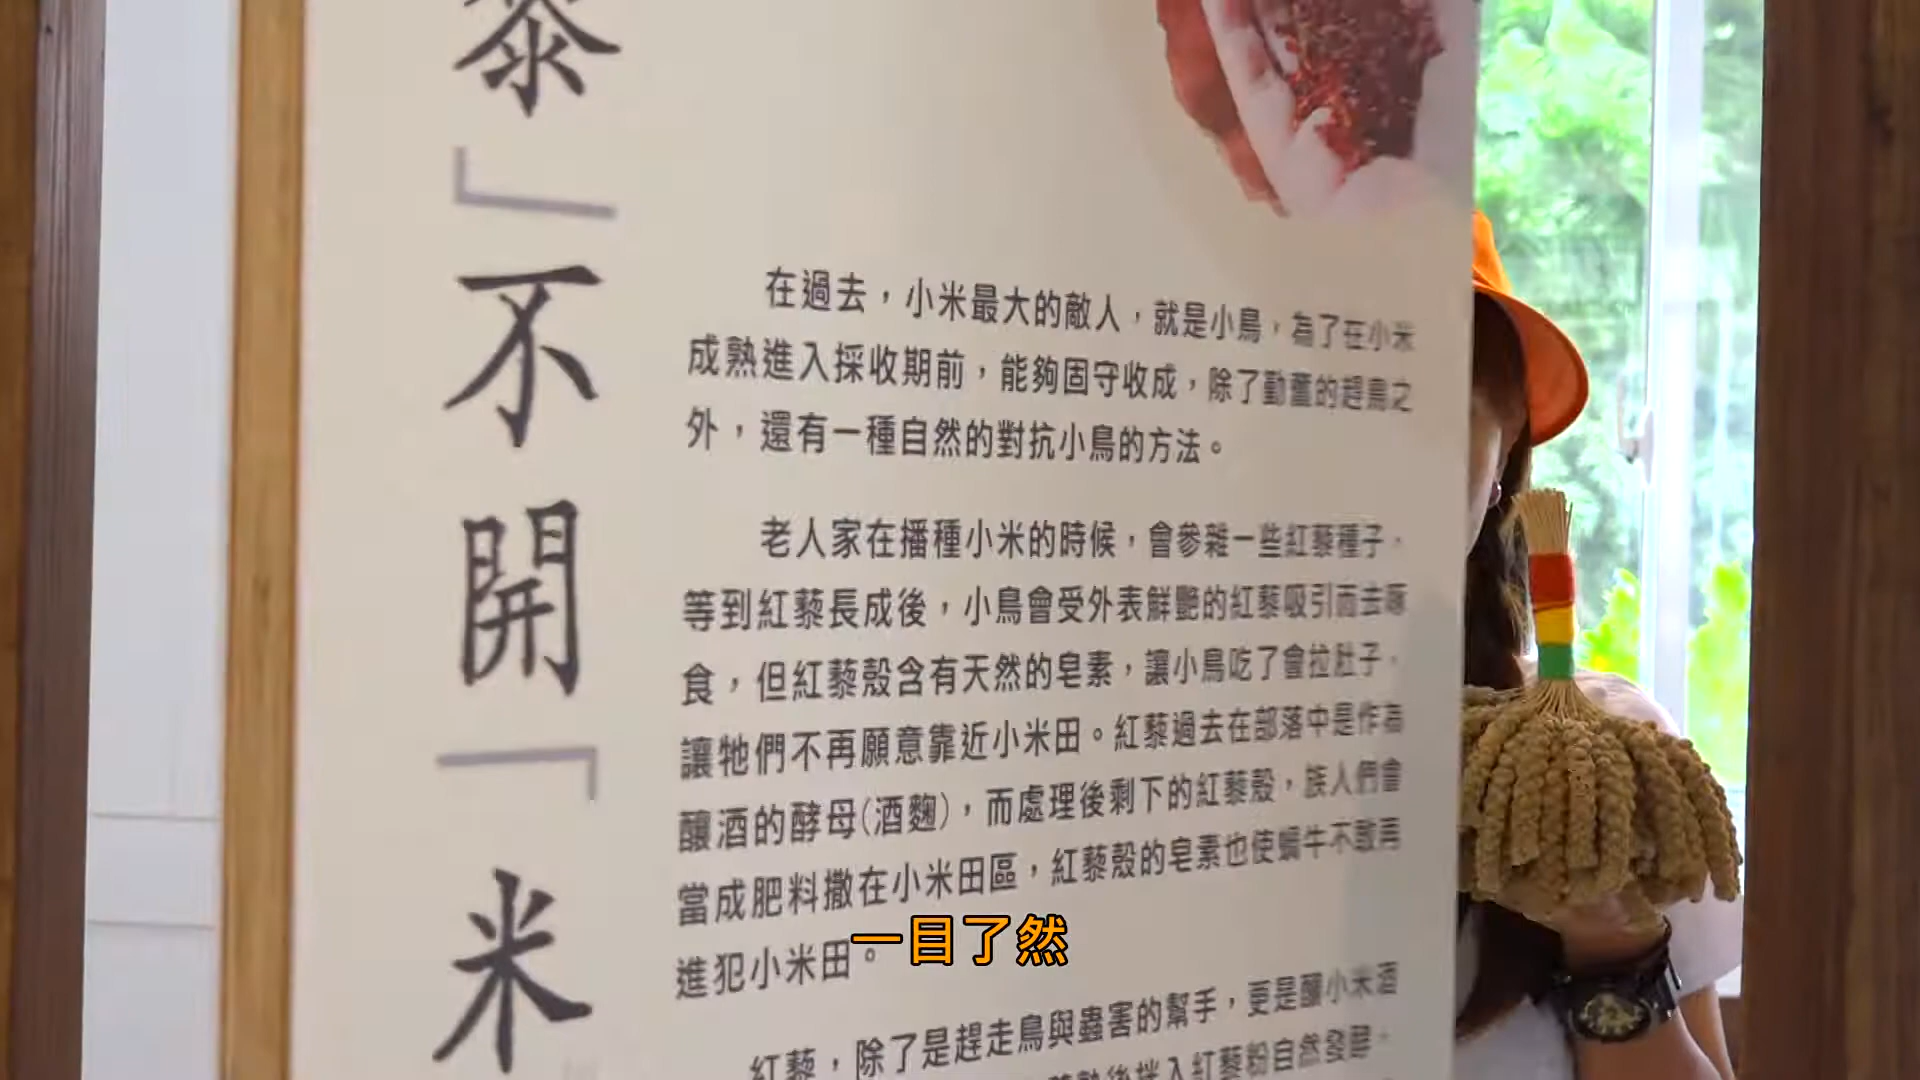 藜」不開「米
在過去，小米最大的敵人，就是小鳥，為了在小米
成熟進入採收期前，能夠固守收成，除了勤奮的趕鳥之
外，還有一種自然的對抗小鳥的方法。
老人家在播種小米的時候，會參雜一些紅藜種子，
等到紅藜長成後，小鳥會受外表鮮艷的紅藜吸引而去啄
食，但紅藜殼含有天然的皂素，讓小鳥吃了會拉肚子，
讓牠們不再願意靠近小米田。紅藜過去在部落中是作為
釀酒的酵母(酒麴)，而處理後剩下的紅藜殼，族人們會
當成肥料撒在小米田區，紅藜殼的皂素也使蝸牛不敢再
進犯小米田。
紅藜，除了是趕走鳥與蟲害的幫手，更是釀小米酒
後拌入紅藜粉自然發酵，
一目了然